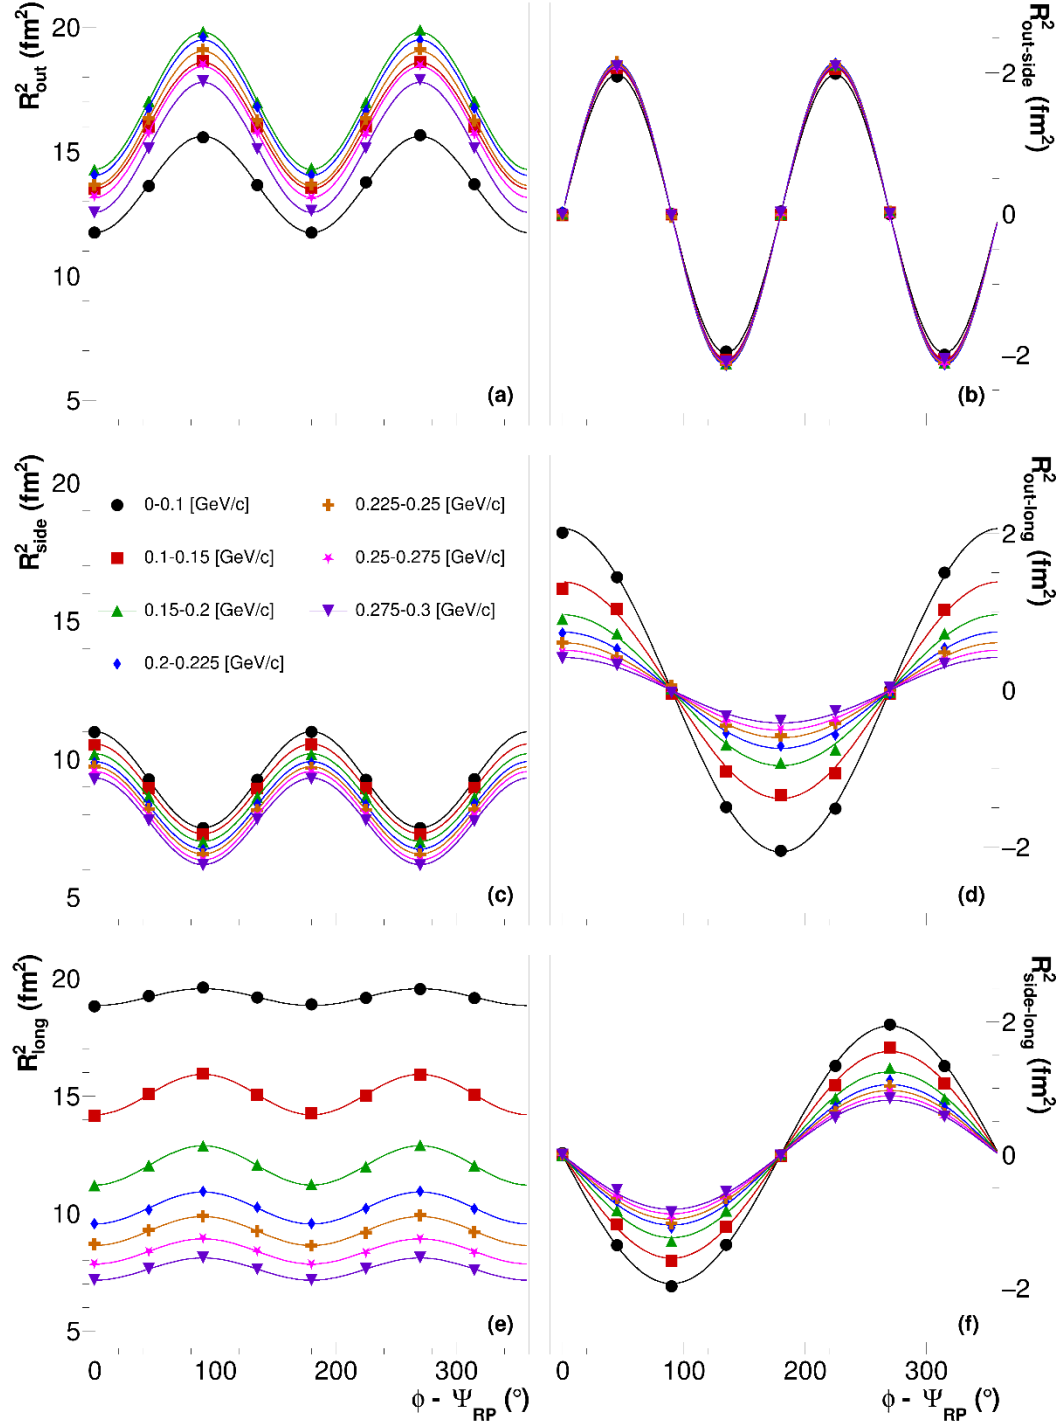 R²out (fm²)
20
15
10
5
(a)
R²out-side (fm²)
2
0
−2
(b)
R²side (fm²)
20
15
10
5
0-0.1 [GeV/c]
0.1-0.15 [GeV/c]
0.15-0.2 [GeV/c]
0.2-0.225 [GeV/c]
0.225-0.25 [GeV/c]
0.25-0.275 [GeV/c]
0.275-0.3 [GeV/c]
(c)
R²out-long (fm²)
2
0
−2
(d)
R²long (fm²)
20
15
10
5
(e)
0 100 200 300
ϕ - ΨRP (°)
R²side-long (fm²)
2
0
−2
(f)
0 100 200 300
ϕ - ΨRP (°)